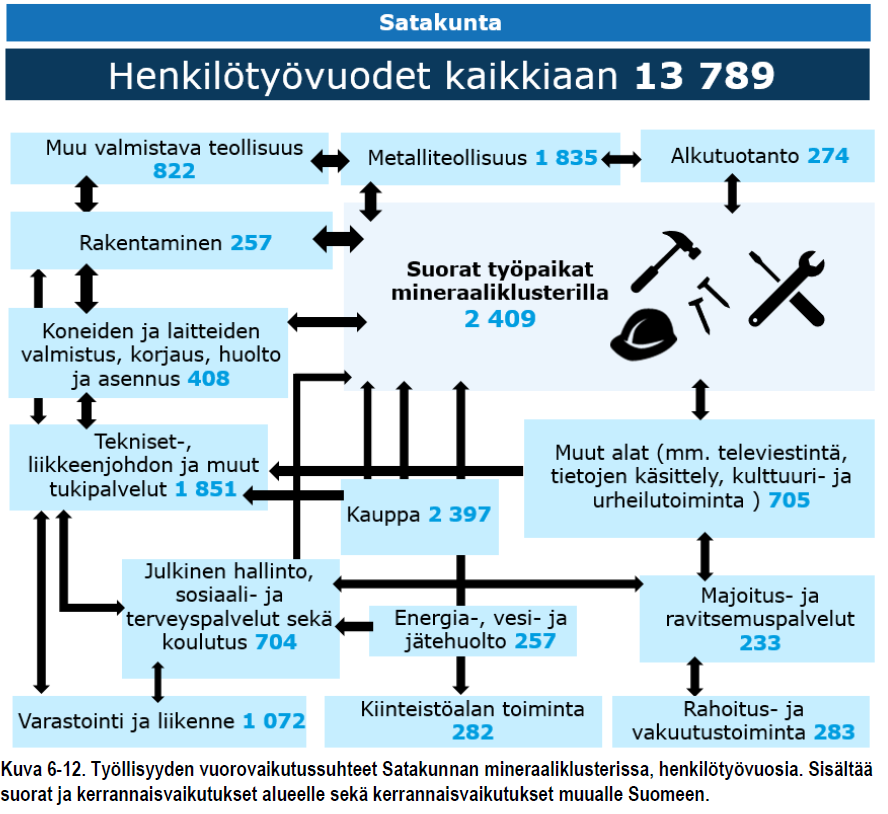 Satakunta
Henkilötyövuodet kaikkiaan 13 789
Muu valmistava teollisuus
822
Metalliteollisuus 1 835
Alkutuotanto 274
Rakentaminen 257
Suorat työpaikat
mineraaliklusterilla
2 409
Koneiden ja laitteiden
valmistus, korjaus, huolto
ja asennus 408
Tekniset-,
liikkeenjohdon ja muut
tukipalvelut 1 851
Muut alat (mm. televiestintä,
tietojen käsittely, kulttuuri- ja
urheilutoiminta ) 705
Kauppa 2 397
Julkinen hallinto,
sosiaali- ja
terveyspalvelut sekä
koulutus 704
Energia-, vesi- ja
jätehuolto 257
Majoitus- ja
ravitsemuspalvelut
233
Varastointi ja liikenne 1 072
Kiinteistöalan toiminta
282
Rahoitus- ja
vakuutustoiminta 283
Kuva 6-12. Työllisyyden vuorovaikutussuhteet Satakunnan mineraaliklusterissa, henkilötyövuosia. Sisältää
suorat ja kerrannaisvaikutukset alueelle sekä kerrannaisvaikutukset muualle Suomeen.